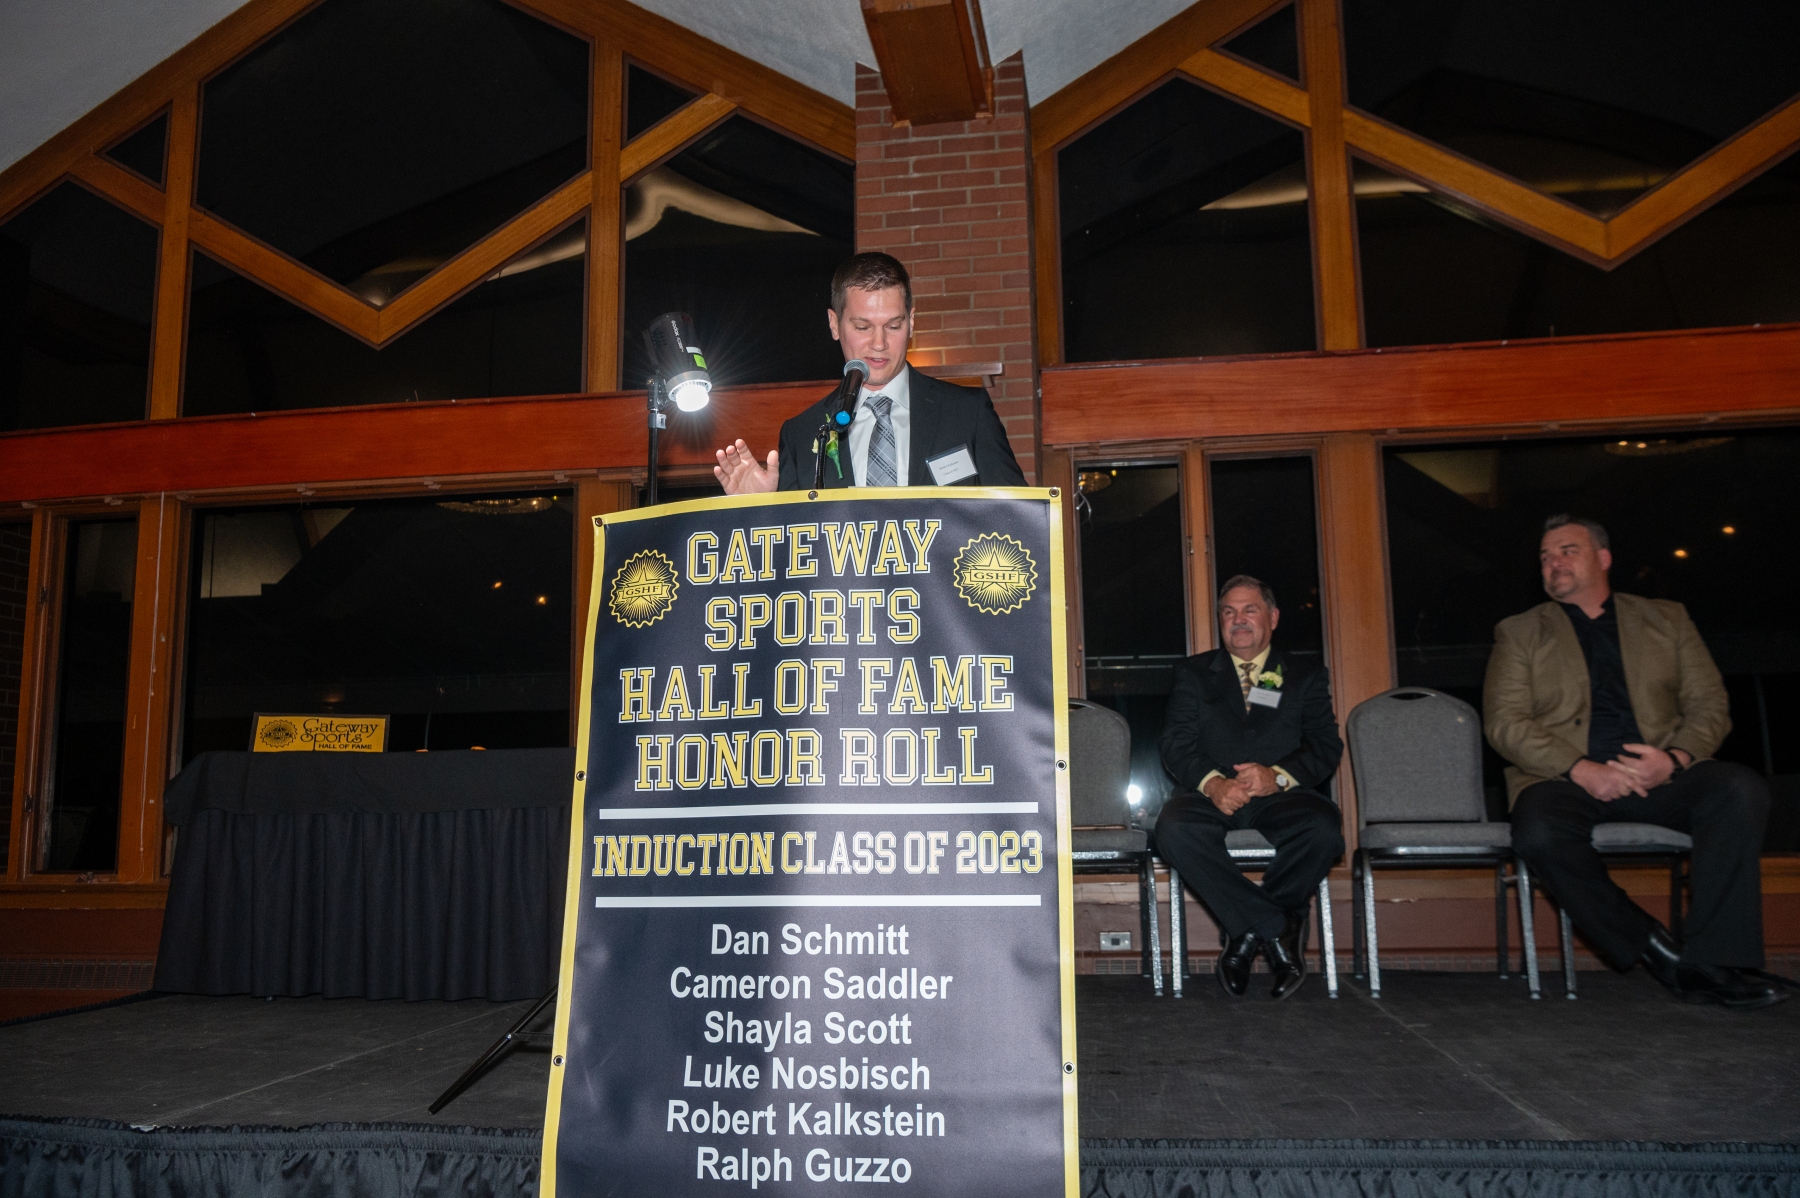 GATEWAY
SPORTS
HALL OF FAME
HONOR ROLL
GSHF
GSHF
INDUCTION CLASS OF 2023
Dan Schmitt
Cameron Saddler
Shayla Scott
Luke Nosbisch
Robert Kalkstein
Ralph Guzzo
Gateway
Sports
HALL OF FAME
Godox